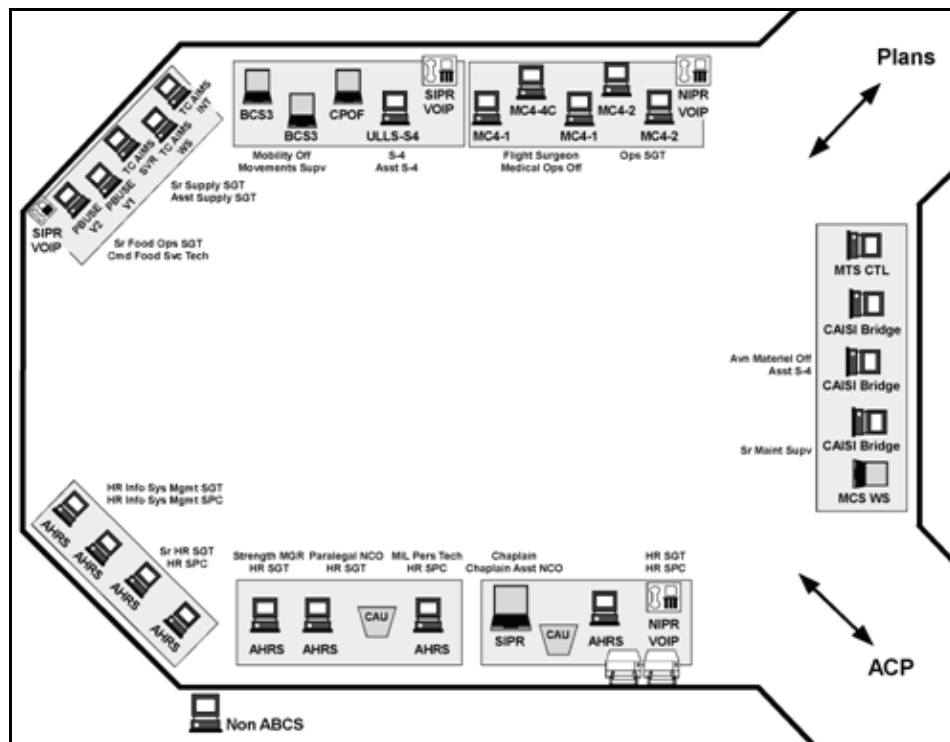 Plans
SIPR
VOIP
NIPR
VOIP
BCS3
BCS3
CPOF
ULLS-S4
MC4-1
MC4-4C
MC4-1
MC4-2
MC4-2
Mobility Off
Movements Supv
S-4
Asst S-4
Flight Surgeon
Medical Ops Off
Ops SGT
TC AIMS
INT
TC AIMS
WS
TC AIMS
SVR
PBUSE
V1
PBUSE
V2
SIPR
VOIP
Sr Supply SGT
Asst Supply SGT
Sr Food Ops SGT
Cmd Food Svc Tech
MTS CTL
CAISI Bridge
Avn Materiel Off
Asst S-4
CAISI Bridge
Sr Maint Supv
CAISI Bridge
MCS WS
HR Info Sys Mgmt SGT
HR Info Sys Mgmt SPC
AHRS
AHRS
AHRS
AHRS
Sr HR SGT
HR SPC
Strength MGR
HR SGT
Paralegal NCO
HR SGT
MIL Pers Tech
HR SPC
Chaplain
Chaplain Asst NCO
HR SGT
HR SPC
AHRS
AHRS
CAU
AHRS
SIPR
CAU
AHRS
NIPR
VOIP
ACP
Non ABCS